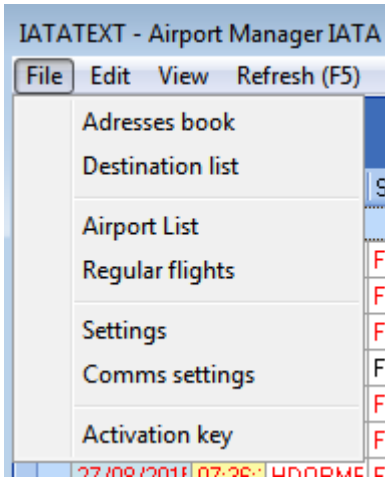 IATATEXT - Airport Manager IATA
File Edit View Refresh (F5)
Adresses book
Destination list
Airport List
Regular flights
Settings
Comms settings
Activation key